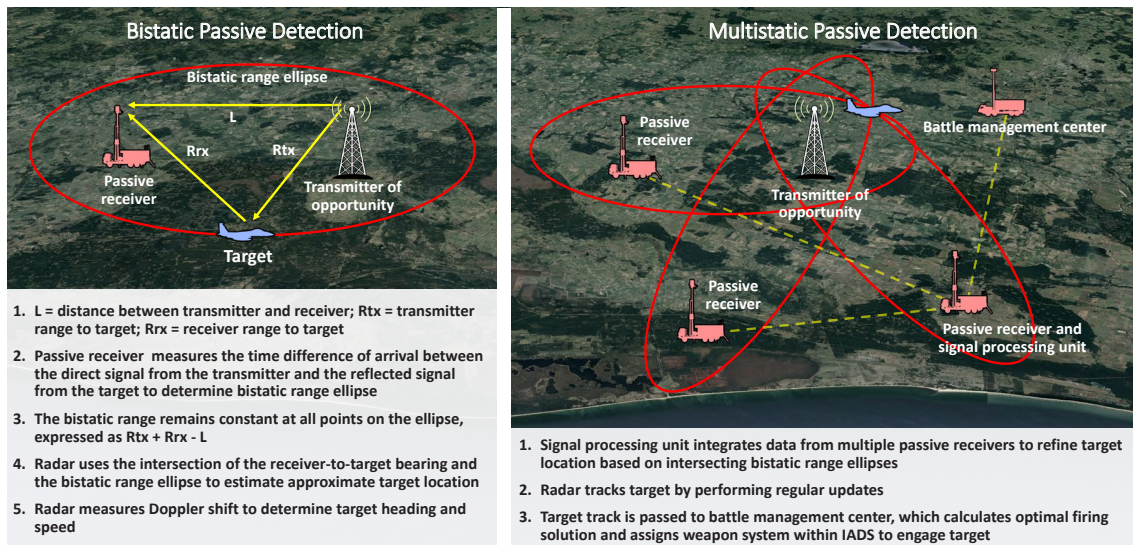 Bistatic Passive Detection
Bistatic range ellipse
L
Rrx
Rtx
Passive
receiver
Transmitter of
opportunity
Target
1. L = distance between transmitter and receiver; Rtx = transmitter
range to target; Rrx = receiver range to target
2. Passive receiver measures the time difference of arrival between
the direct signal from the transmitter and the reflected signal
from the target to determine bistatic range ellipse
3. The bistatic range remains constant at all points on the ellipse,
expressed as Rtx + Rrx - L
4. Radar uses the intersection of the receiver-to-target bearing and
the bistatic range ellipse to estimate approximate target location
5. Radar measures Doppler shift to determine target heading and
speed
Multistatic Passive Detection
Passive
receiver
Battle management center
Transmitter of
opportunity
Passive
receiver
Passive receiver and
signal processing unit
1. Signal processing unit integrates data from multiple passive receivers to refine target
location based on intersecting bistatic range ellipses
2. Radar tracks target by performing regular updates
3. Target track is passed to battle management center, which calculates optimal firing
solution and assigns weapon system within IADS to engage target